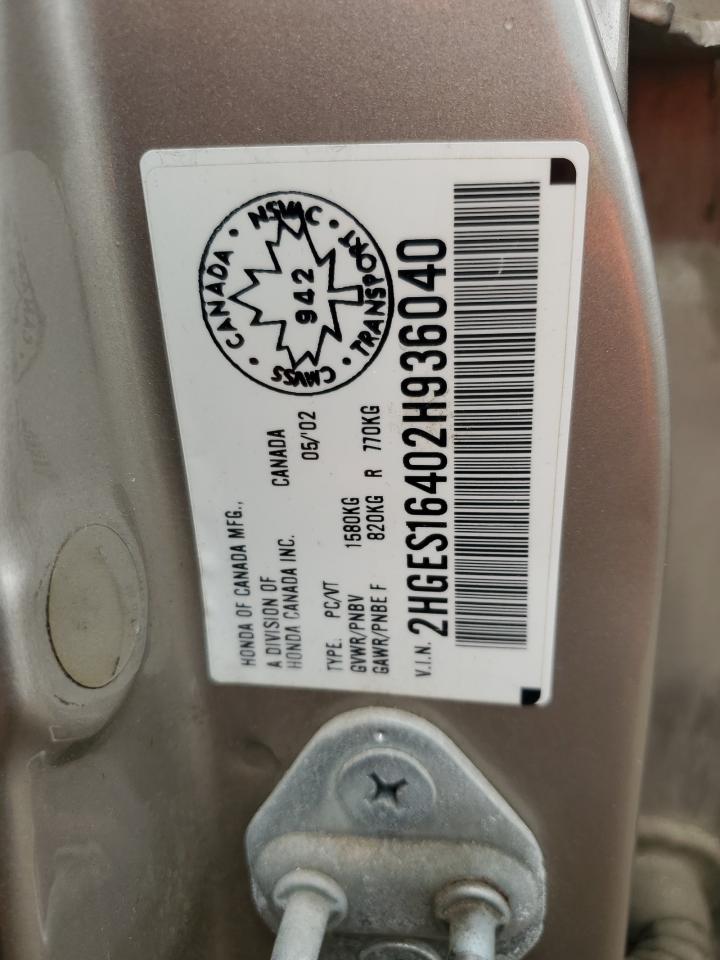 HONDA OF CANADA MFG.,
A DIVISION OF
HONDA CANADA INC.
CANADA
05/'02
TYPE: PC/VT
GVWR/PNBV 1580KG
GAWR/PNBE F 820KG R 770KG
V.I.N. 2HGES16402H936040
CANADA · TRANSPORT
CMVSS
942